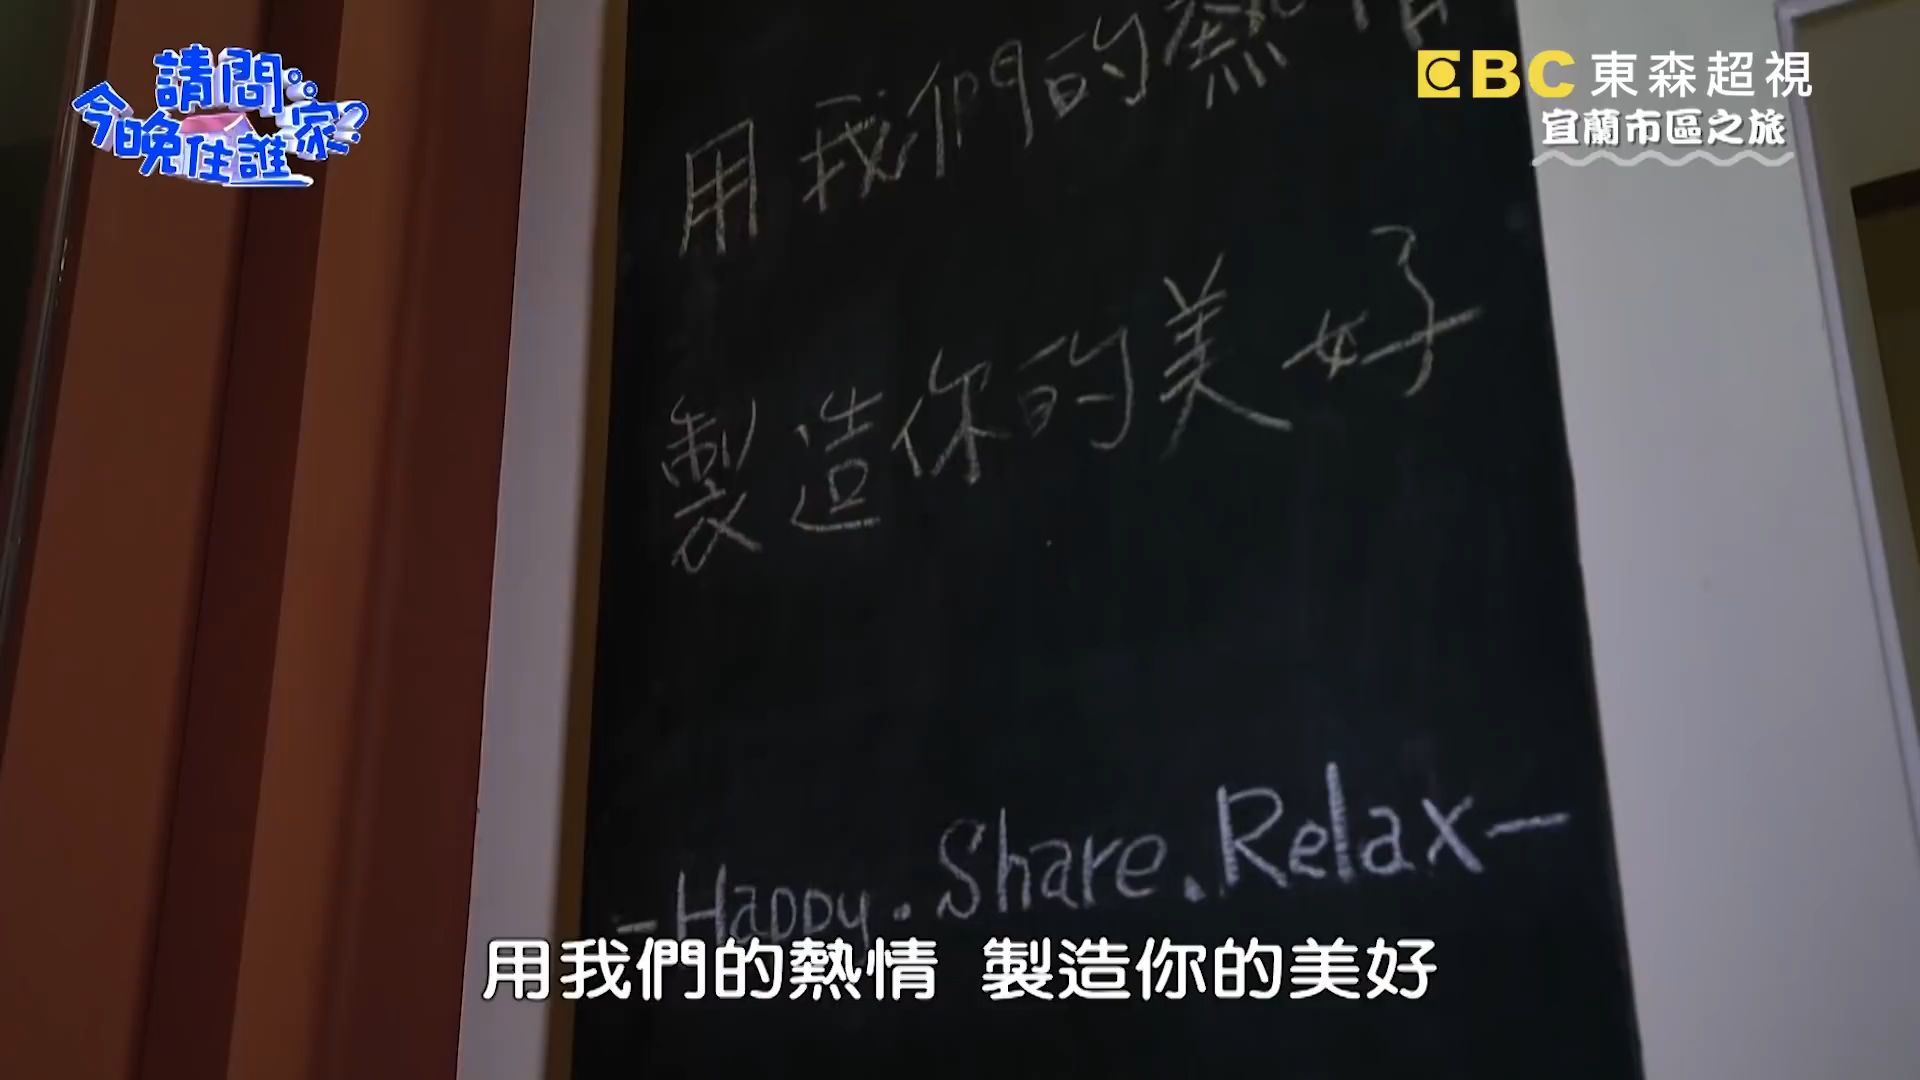 請問
今晚住誰家?
EBC 東森超視
宜蘭市區之旅
用我們的熱情
製造你的美好
-Happy.Share.Relax-
用我們的熱情 製造你的美好